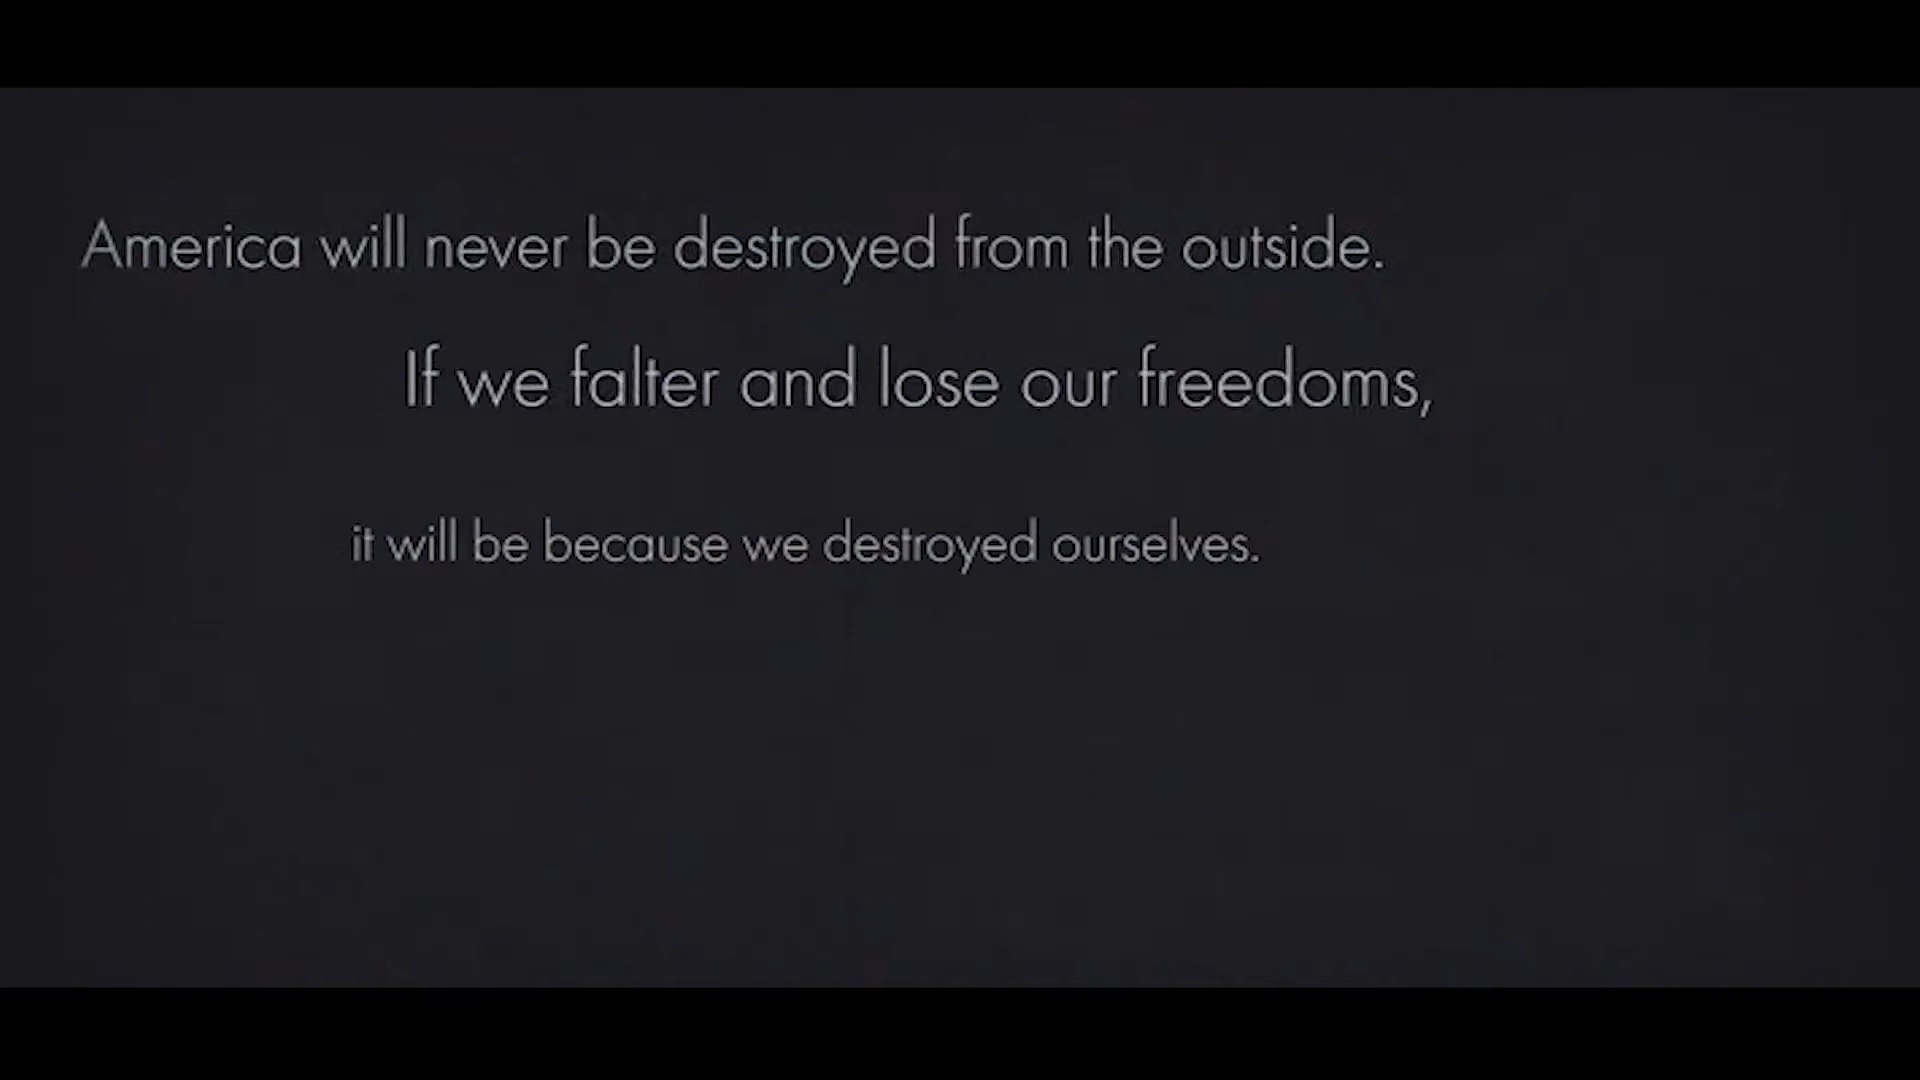 America will never be destroyed from the outside.
If we falter and lose our freedoms,
it will be because we destroyed ourselves.